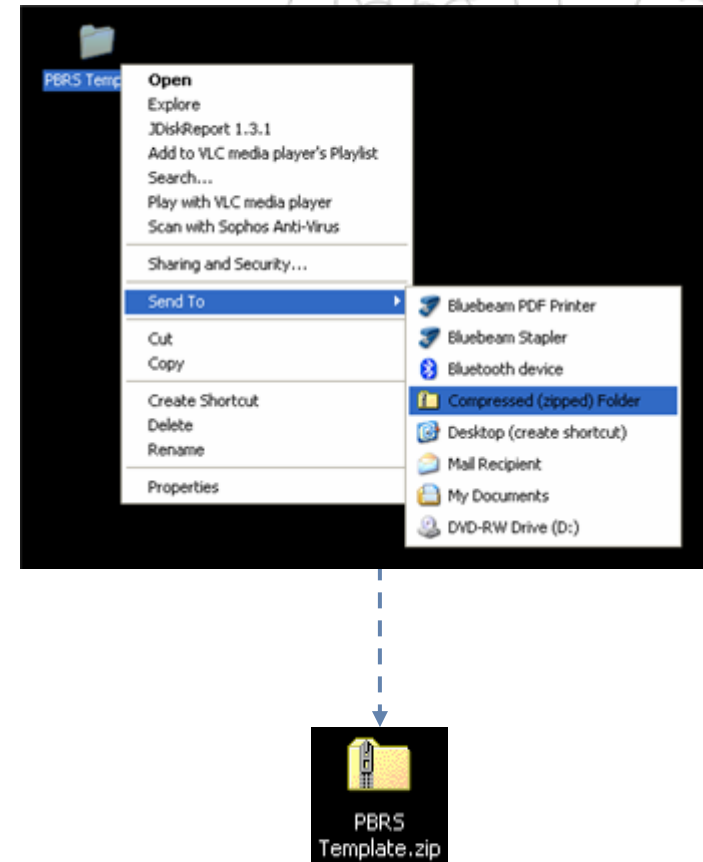 PBRS Temp
Open
Explore
JDiskReport 1.3.1
Add to VLC media player's Playlist
Search...
Play with VLC media player
Scan with Sophos Anti-Virus
Sharing and Security...
Send To
Cut
Copy
Create Shortcut
Delete
Rename
Properties
Bluebeam PDF Printer
Bluebeam Stapler
Bluetooth device
Compressed (zipped) Folder
Desktop (create shortcut)
Mail Recipient
My Documents
DVD-RW Drive (D:)
PBRS
Template.zip